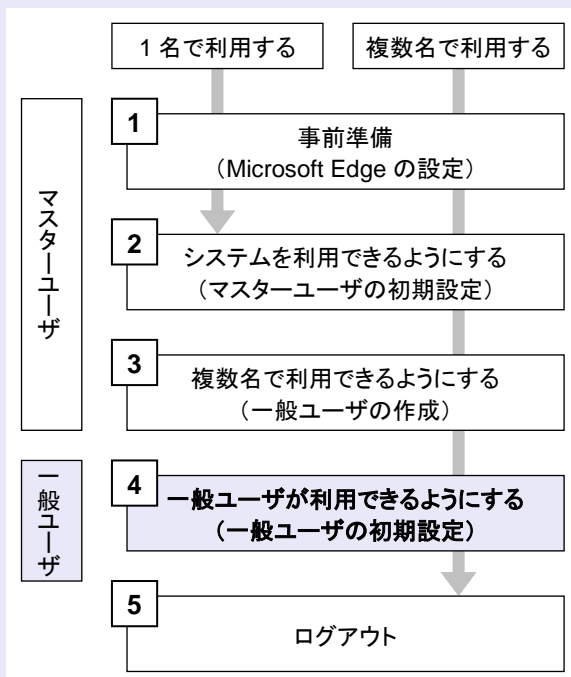 1 名で利用する
複数名で利用する
マスターユーザ
1
事前準備
（Microsoft Edge の設定）
2
システムを利用できるようにする
（マスターユーザの初期設定）
3
複数名で利用できるようにする
（一般ユーザの作成）
一般ユーザ
4
一般ユーザが利用できるようにする
（一般ユーザの初期設定）
5
ログアウト